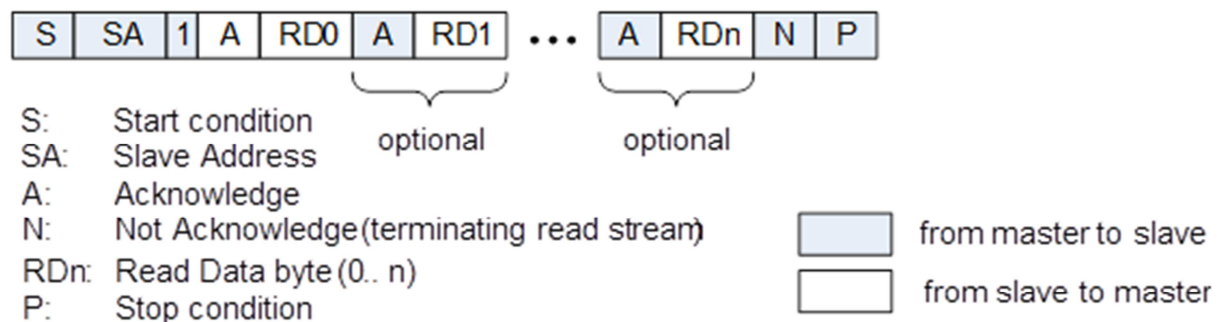 S SA 1 A RD0 A RD1 ••• A RDn N P
optional optional
S: Start condition
SA: Slave Address
A: Acknowledge
N: Not Acknowledge (terminating read stream)
RDn: Read Data byte (0.. n)
P: Stop condition
from master to slave
from slave to master